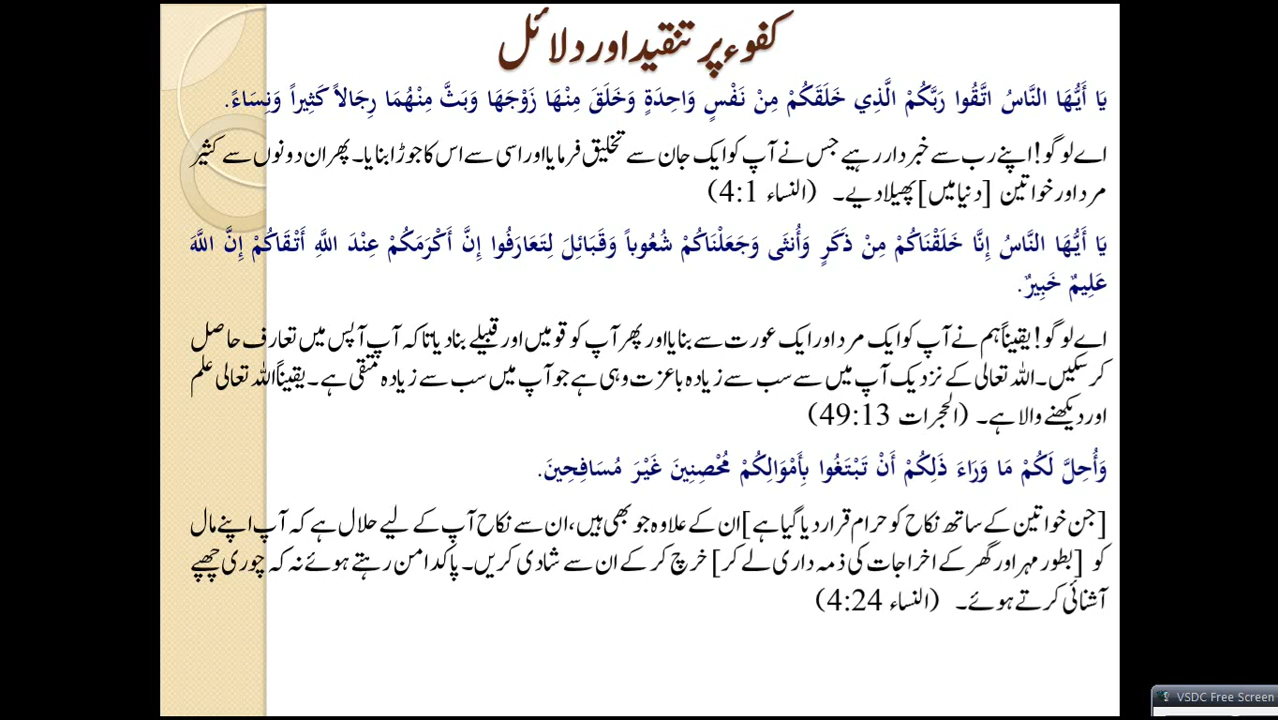 کفوء پر تنقید اور دلائل
يَا أَيُّهَا النَّاسُ اتَّقُوا رَبَّكُمْ الَّذِي خَلَقَكُمْ مِنْ نَفْسٍ وَاحِدَةٍ وَخَلَقَ مِنْهَا زَوْجَهَا وَبَثَّ مِنْهُمَا رِجَالاً كَثِيراً وَنِسَاءً.
اے لوگو! اپنے رب سے خبردار رہیے جس نے آپ کو ایک جان سے تخلیق فرمایا اور اسی سے اس کا جوڑا بنایا۔ پھر ان دونوں سے کثیر
مرد اور خواتین [دنیا میں] پھیلا دیے۔ (النساء 4:1)
يَا أَيُّهَا النَّاسُ إِنَّا خَلَقْنَاكُمْ مِنْ ذَكَرٍ وَأُنثَى وَجَعَلْنَاكُمْ شُعُوباً وَقَبَائِلَ لِتَعَارَفُوا إِنَّ أَكْرَمَكُمْ عِنْدَ اللَّهِ أَتْقَاكُمْ إِنَّ اللَّهَ
عَلِيمٌ خَبِيرٌ.
اے لوگو! یقیناً ہم نے آپ کو ایک مرد اور ایک عورت سے بنایا اور پھر آپ کو قومیں اور قبیلے بنا دیا تاکہ آپ آپس میں تعارف حاصل
کر سکیں۔ اللہ تعالی کے نزدیک آپ میں سے سب سے زیادہ باعزت وہی ہے جو آپ میں سب سے زیادہ متقی ہے۔ یقیناً اللہ تعالی علم
اور دیکھنے والا ہے۔ (الحجرات 49:13)
وَأُحِلَّ لَكُمْ مَا وَرَاءَ ذَلِكُمْ أَنْ تَبْتَغُوا بِأَمْوَالِكُمْ مُحْصِنِينَ غَيْرَ مُسَافِحِينَ.
[جن خواتین کے ساتھ نکاح کو حرام قرار دیا گیا ہے] ان کے علاوہ جو بھی ہیں، ان سے نکاح آپ کے لیے حلال ہے کہ آپ اپنے مال
کو [بطور مہر اور گھر کے اخراجات کی ذمہ داری لے کر] خرچ کر کے ان سے شادی کریں۔ پاکدامن رہتے ہوئے نہ کہ چوری چھپے
آشنائی کرتے ہوئے۔ (النساء 4:24)
VSDC Free Screen